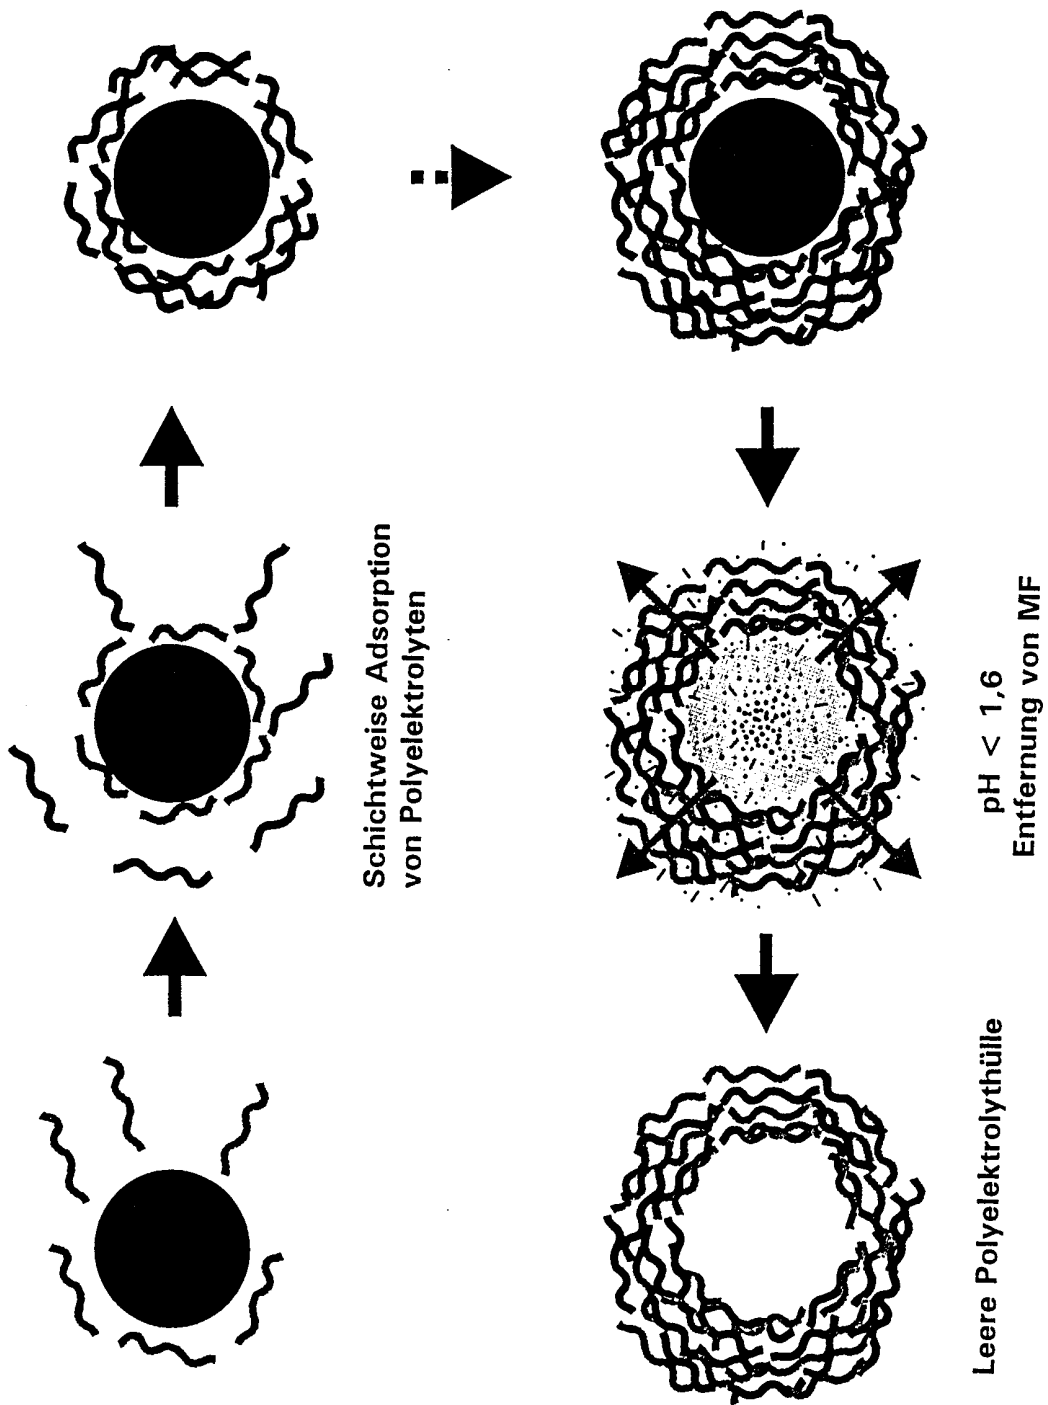 Schichtweise Adsorption
von Polyelektrolyten
pH < 1,6
Entfernung von MF
Leere Polyelektrolythülle